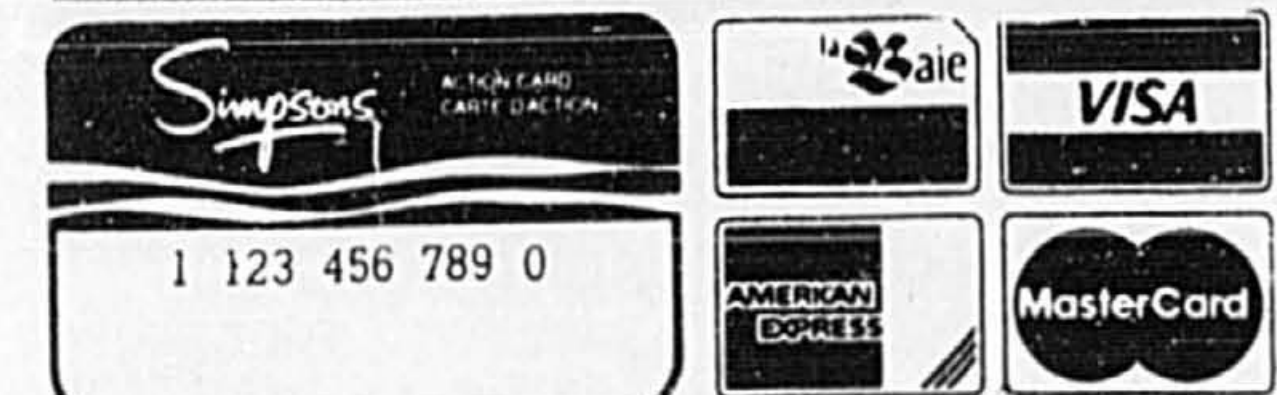 Simpsons
ACTION CARD
CARTE D'ACTION
1 123 456 789 0
la Baie
VISA
AMERICAN
EXPRESS
MasterCard